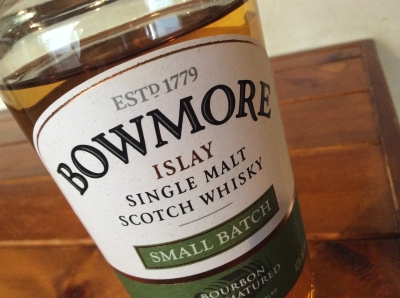 ESTD 1779
BOWMORE
ISLAY
SINGLE MALT
SCOTCH WHISKY
SMALL BATCH
BOURBON
MATURED